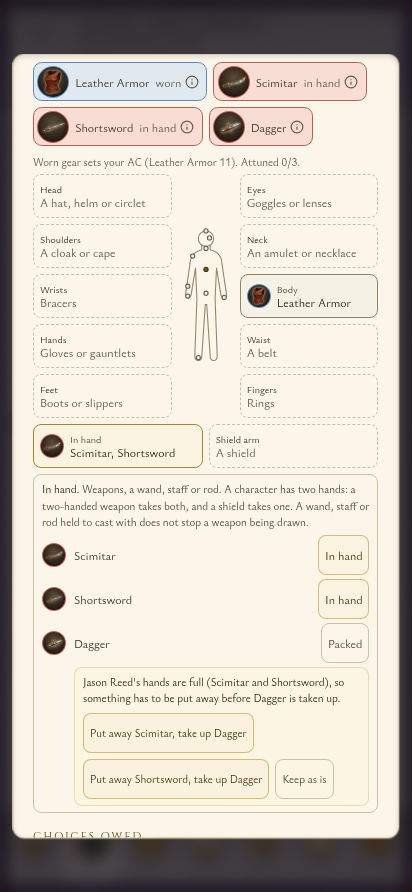 Leather Armor worn
Scimitar in hand
Shortsword in hand
Dagger
Worn gear sets your AC (Leather Armor 11). Attuned 0/3.
Head
A hat, helm or circlet
Eyes
Goggles or lenses
Shoulders
A cloak or cape
Neck
An amulet or necklace
Wrists
Bracers
Body
Leather Armor
Hands
Gloves or gauntlets
Waist
A belt
Feet
Boots or slippers
Fingers
Rings
In hand
Scimitar, Shortsword
Shield arm
A shield
In hand. Weapons, a wand, staff or rod. A character has two hands: a
two-handed weapon takes both, and a shield takes one. A wand, staff or
rod held to cast with does not stop a weapon being drawn.
Scimitar
In hand
Shortsword
In hand
Dagger
Packed
Jason Reed's hands are full (Scimitar and Shortsword), so
something has to be put away before Dagger is taken up.
Put away Scimitar, take up Dagger
Put away Shortsword, take up Dagger
Keep as is
CHOICES OWED